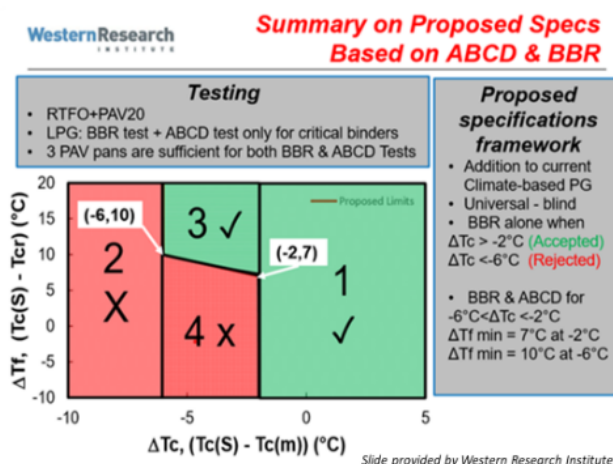 WesternResearch
INSTITUTE
Summary on Proposed Specs
Based on ABCD & BBR
Testing
• RTFO+PAV20
• LPG: BBR test + ABCD test only for critical binders
• 3 PAV pans are sufficient for both BBR & ABCD Tests
Proposed
specifications
framework
• Addition to current
Climate-based PG
• Universal - blind
• BBR alone when
ΔTc > -2°C (Accepted)
ΔTc <-6°C (Rejected)
• BBR & ABCD for
-6°C<ΔTc <-2°C
ΔTf min = 7°C at -2°C
ΔTf min = 10°C at -6°C
ΔTf, (Tc(S) - Tcr) (°C)
20
15
10
5
0
-5
-10
Proposed Limits
(-6,10)
3 ✓
(-2,7)
2
X
4 x
1
✓
-10
-5
0
5
ΔTc, (Tc(S) - Tc(m)) (°C)
Slide provided by Western Research Institute